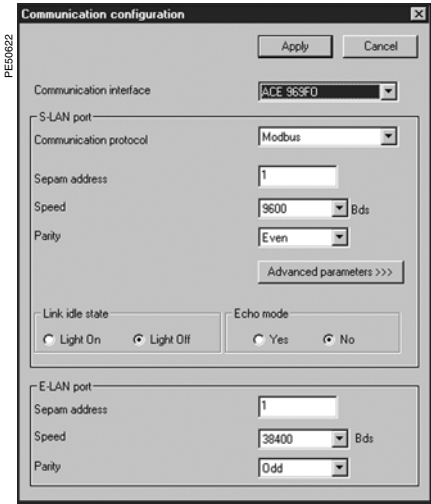 Communication configuration
PE50622
Apply Cancel
Communication interface ACE 969FO
S-LAN port
Communication protocol Modbus
Sepam address 1
Speed 9600 Bds
Parity Even
Advanced parameters >>>
Link idle state Echo mode
Light On Light Off Yes No
E-LAN port
Sepam address 1
Speed 38400 Bds
Parity Odd